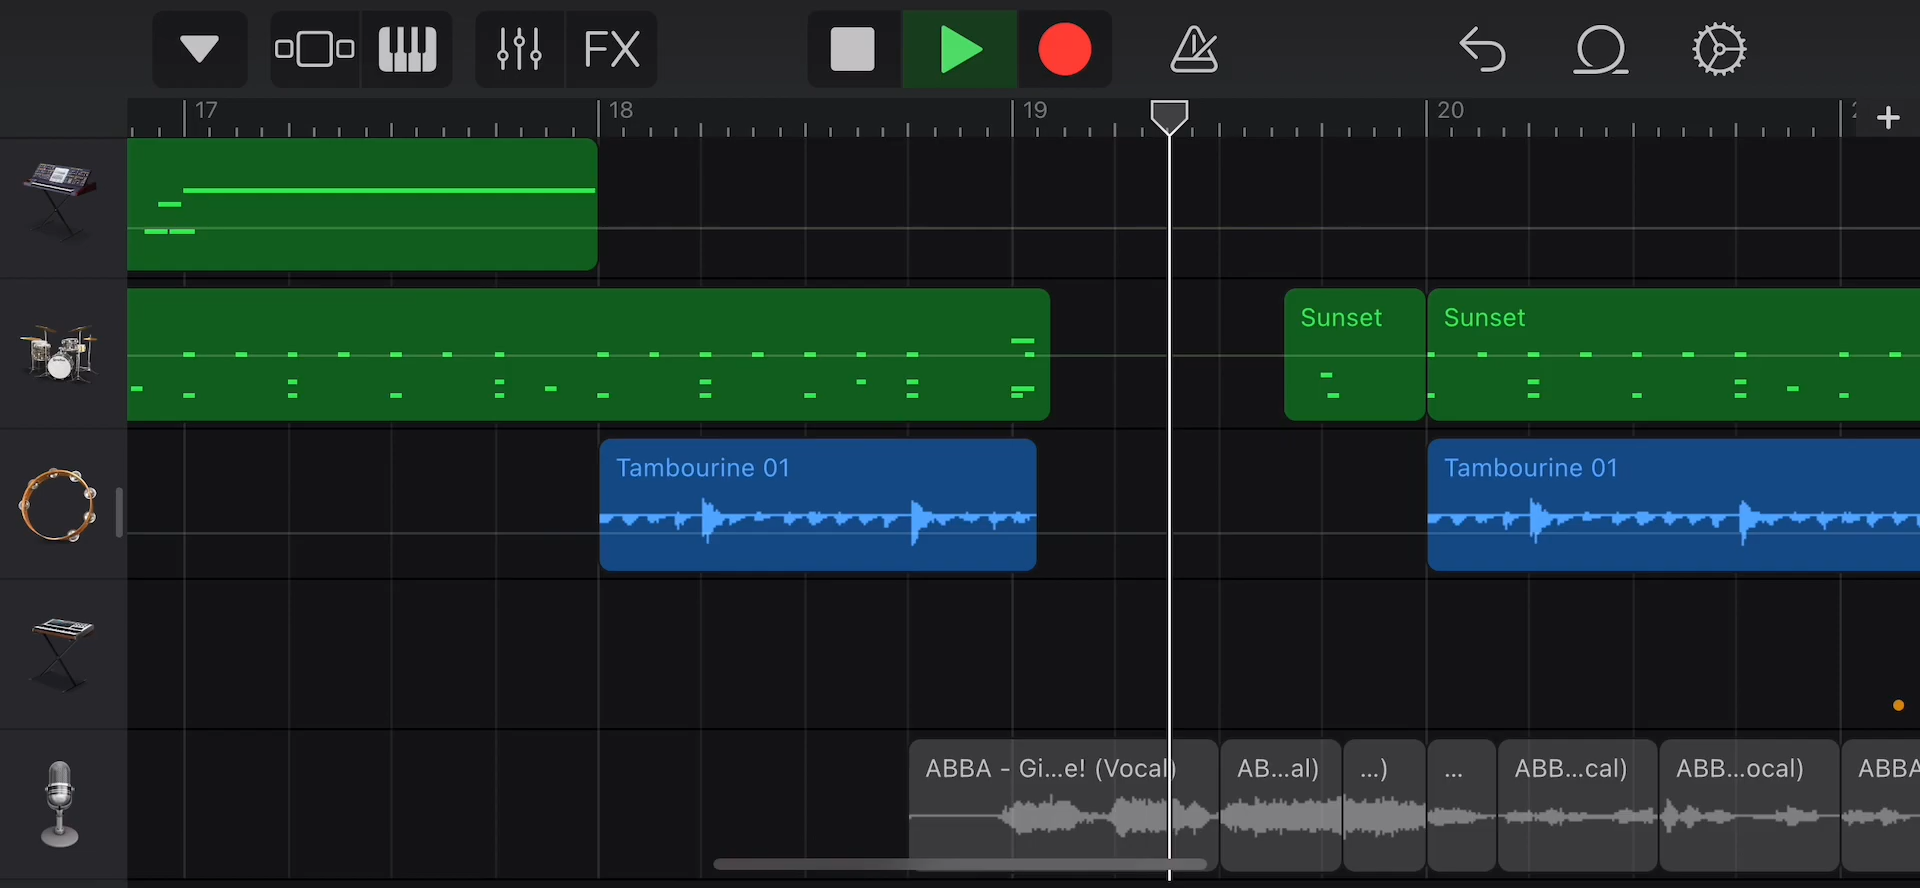 FX
17 18 19 20
Sunset Sunset
Tambourine 01 Tambourine 01
ABBA - Gi...e! (Vocal) AB...al) ...) ... ABB...cal) ABB...ocal) ABBA